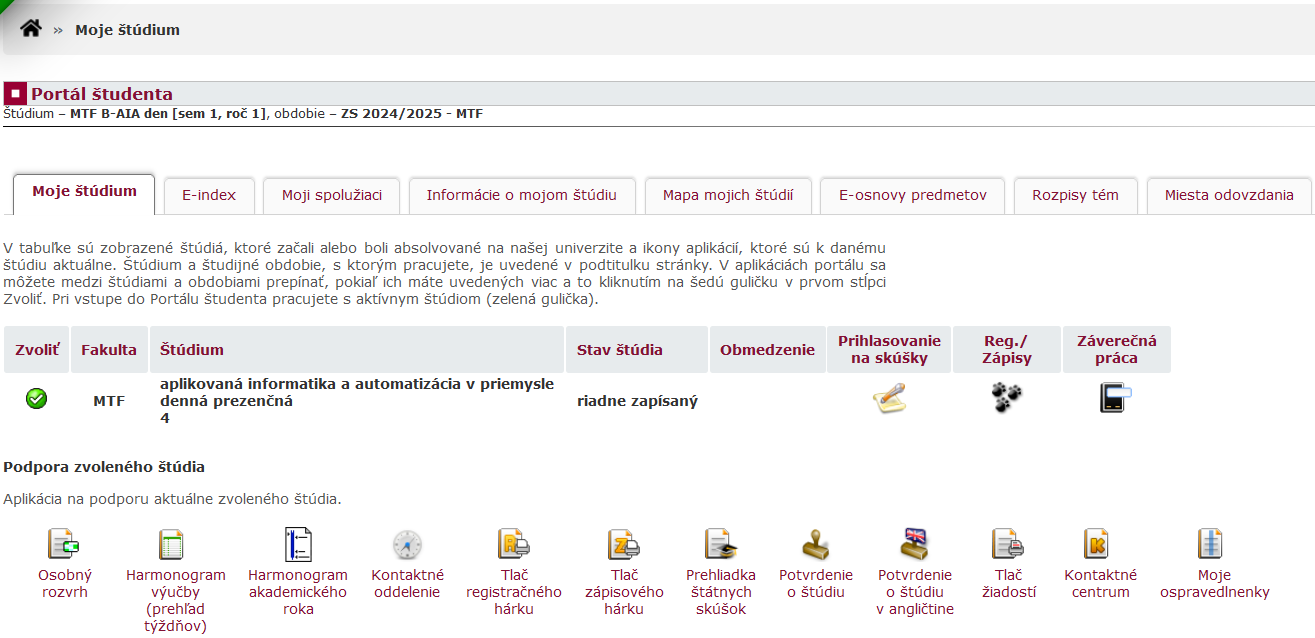 » Moje štúdium
Portál študenta
Štúdium – MTF B-AIA den [sem 1, roč 1], obdobie – ZS 2024/2025 - MTF
Moje štúdium E-index Moji spolužiaci Informácie o mojom štúdiu Mapa mojich štúdií E-osnovy predmetov Rozpisy tém Miesta odovzdania
V tabuľke sú zobrazené štúdiá, ktoré začali alebo boli absolvované na našej univerzite a ikony aplikácií, ktoré sú k danému
štúdiu aktuálne. Štúdium a študijné obdobie, s ktorým pracujete, je uvedené v podtitulku stránky. V aplikáciách portálu sa
môžete medzi štúdiami a obdobiami prepínať, pokiaľ ich máte uvedených viac a to kliknutím na šedú guličku v prvom stĺpci
Zvoliť. Pri vstupe do Portálu študenta pracujete s aktívnym štúdiom (zelená gulička).
Zvoliť Fakulta Štúdium Stav štúdia Obmedzenie Prihlasovanie na skúšky Reg./ Zápisy Záverečná práca
aplikovaná informatika a automatizácia v priemysle
MTF denná prezenčná riadne zapísaný
4
Podpora zvoleného štúdia
Aplikácia na podporu aktuálne zvoleného štúdia.
Osobný rozvrh
Harmonogram výučby (prehľad týždňov)
Harmonogram akademického roka
Kontaktné oddelenie
Tlač registračného hárku
Tlač zápisového hárku
Prehliadka štátnych skúšok
Potvrdenie o štúdiu
Potvrdenie o štúdiu v angličtine
Tlač žiadostí
Kontaktné centrum
Moje ospravedlnenky